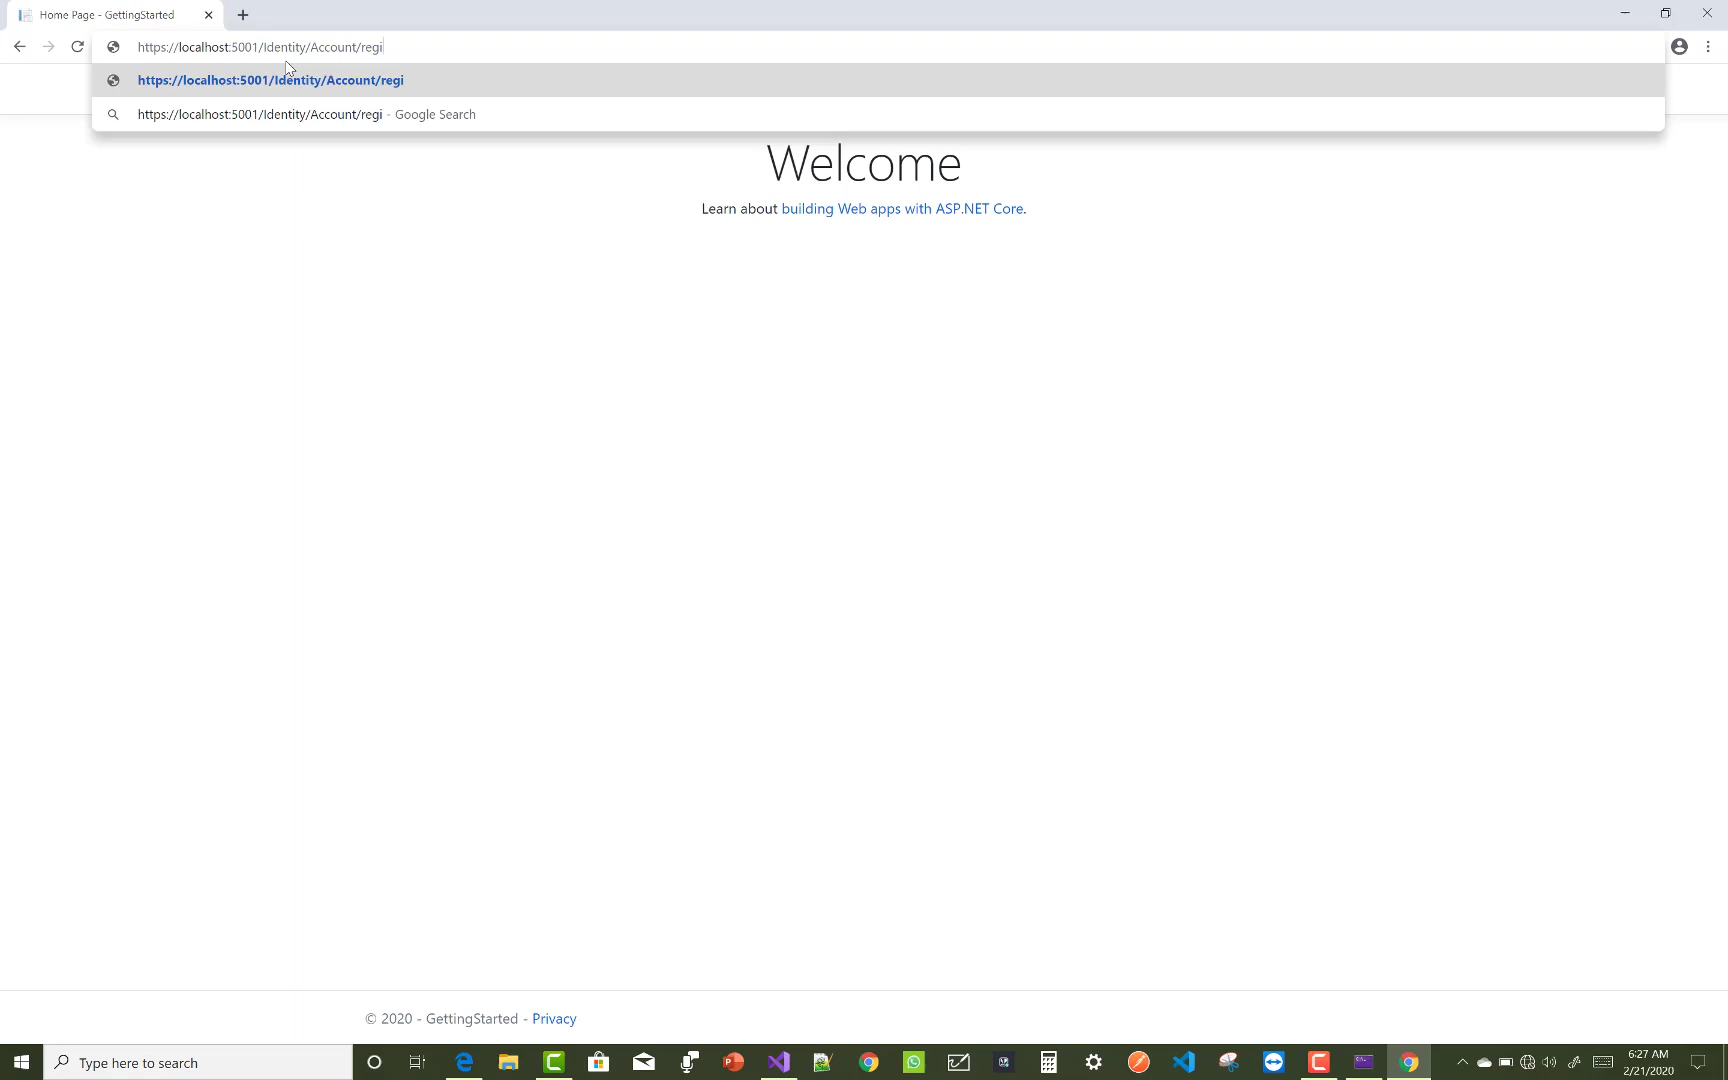 Home Page - GettingStarted
https://localhost:5001/Identity/Account/regi
https://localhost:5001/Identity/Account/regi
https://localhost:5001/Identity/Account/regi - Google Search
Welcome
Learn about building Web apps with ASP.NET Core.
© 2020 - GettingStarted - Privacy
Type here to search
6:27 AM
2/21/2020